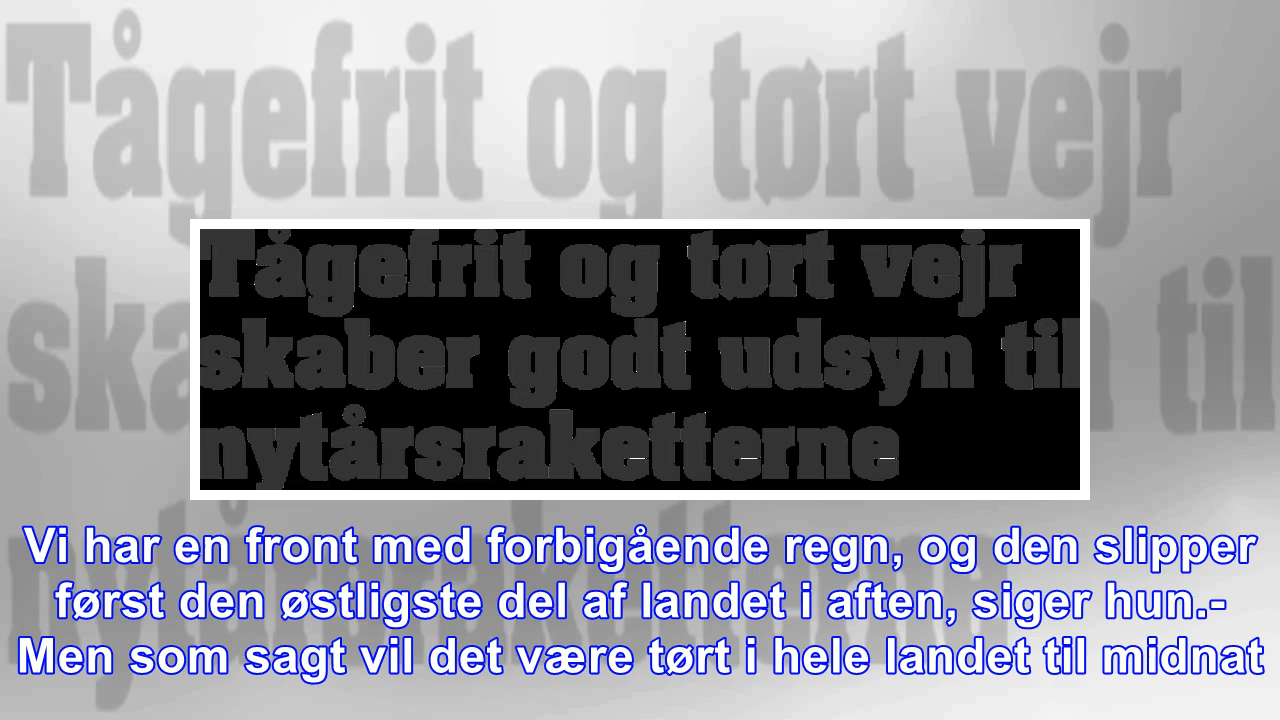 Tågefrit og tørt vejr
skaber godt udsyn til
nytårsraketterne
Vi har en front med forbigående regn, og den slipper
først den østligste del af landet i aften, siger hun.-
Men som sagt vil det være tørt i hele landet til midnat